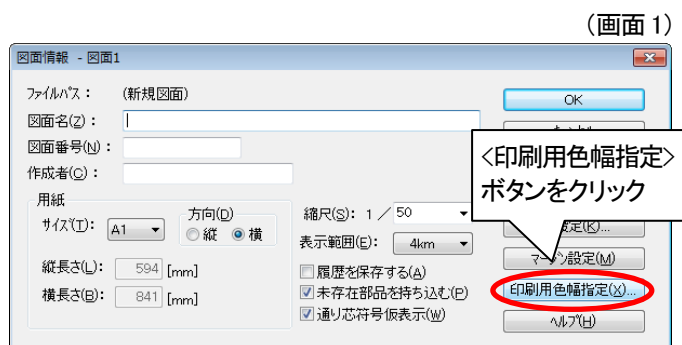 (画面 1)
図面情報 - 図面1
ファイルパス： (新規図面)
OK
図面名(Z)：
図面番号(N)：
作成者(C)：
<印刷用色幅指定>
ボタンをクリック
用紙
サイズ(T)： A1
方向(D)
縦 横
縮尺(S)： 1／ 50
設定(K)...
表示範囲(E)： 4km
マージン設定(M)
縦長さ(L)： 594 [mm]
履歴を保存する(A)
横長さ(B)： 841 [mm]
未存在部品を持ち込む(P)
印刷用色幅指定(X)...
通り芯符号仮表示(W)
ヘルプ(H)